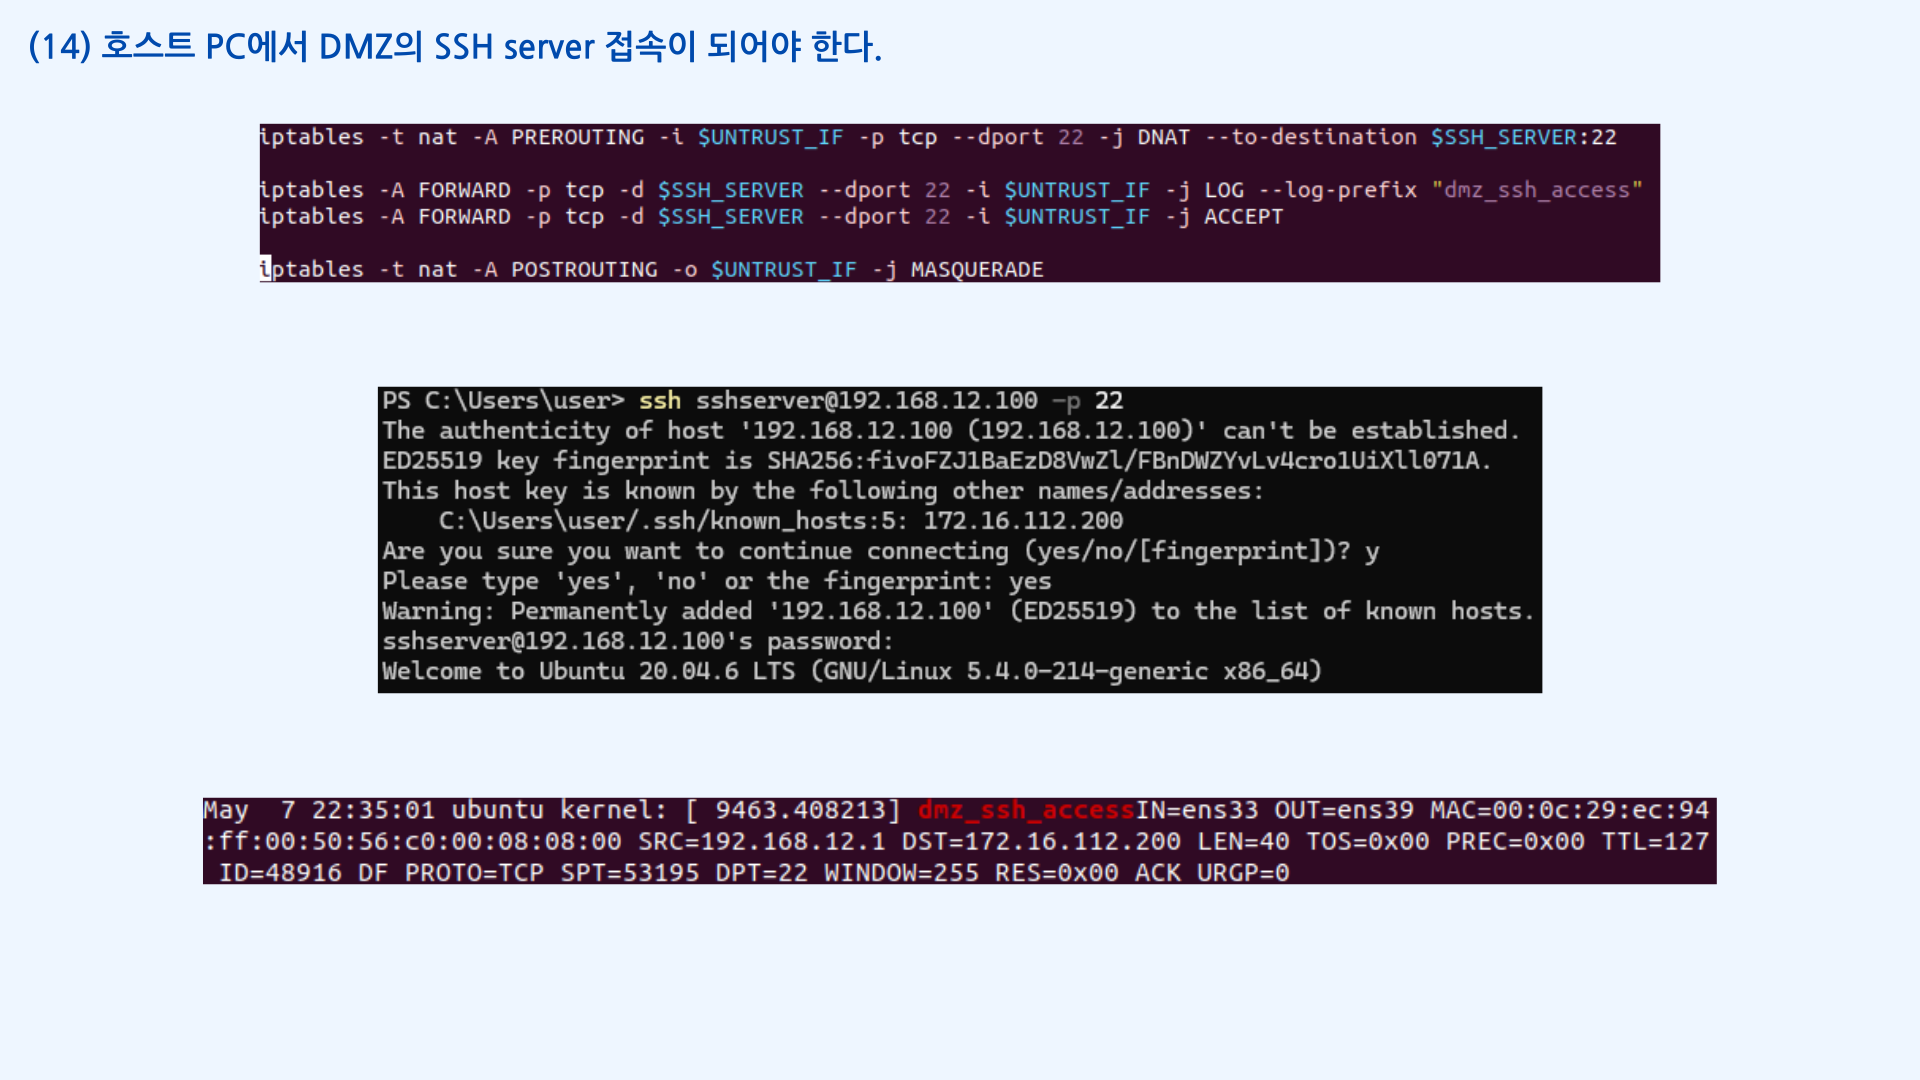 (14) 호스트 PC에서 DMZ의 SSH server 접속이 되어야 한다.
iptables -t nat -A PREROUTING -i $UNTRUST_IF -p tcp --dport 22 -j DNAT --to-destination $SSH_SERVER:22
iptables -A FORWARD -p tcp -d $SSH_SERVER --dport 22 -i $UNTRUST_IF -j LOG --log-prefix "dmz_ssh_access"
iptables -A FORWARD -p tcp -d $SSH_SERVER --dport 22 -i $UNTRUST_IF -j ACCEPT
iptables -t nat -A POSTROUTING -o $UNTRUST_IF -j MASQUERADE
PS C:\Users\user> ssh sshserver@192.168.12.100 -p 22
The authenticity of host '192.168.12.100 (192.168.12.100)' can't be established.
ED25519 key fingerprint is SHA256:fivoFZJ1BaEzD8VwZl/FBnDWZYvLv4cro1UiXll071A.
This host key is known by the following other names/addresses:
    C:\Users\user/.ssh/known_hosts:5: 172.16.112.200
Are you sure you want to continue connecting (yes/no/[fingerprint])? y
Please type 'yes', 'no' or the fingerprint: yes
Warning: Permanently added '192.168.12.100' (ED25519) to the list of known hosts.
sshserver@192.168.12.100's password:
Welcome to Ubuntu 20.04.6 LTS (GNU/Linux 5.4.0-214-generic x86_64)
May  7 22:35:01 ubuntu kernel: [ 9463.408213] dmz_ssh_accessIN=ens33 OUT=ens39 MAC=00:0c:29:ec:94
:ff:00:50:56:c0:00:08:08:00 SRC=192.168.12.1 DST=172.16.112.200 LEN=40 TOS=0x00 PREC=0x00 TTL=127
 ID=48916 DF PROTO=TCP SPT=53195 DPT=22 WINDOW=255 RES=0x00 ACK URGP=0